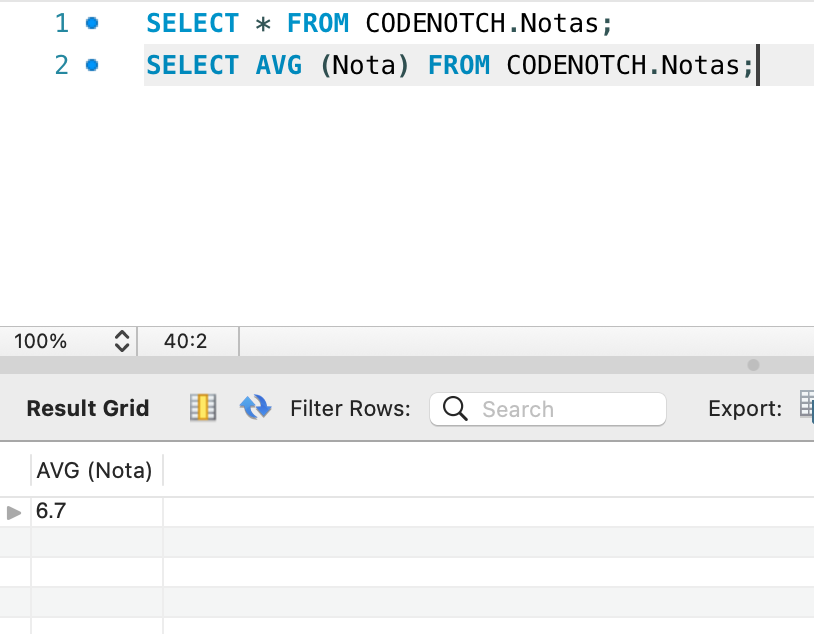 1 SELECT * FROM CODENOTCH.Notas;
2 SELECT AVG (Nota) FROM CODENOTCH.Notas;
100% 40:2
Result Grid Filter Rows: Search Export:
AVG (Nota)
6.7